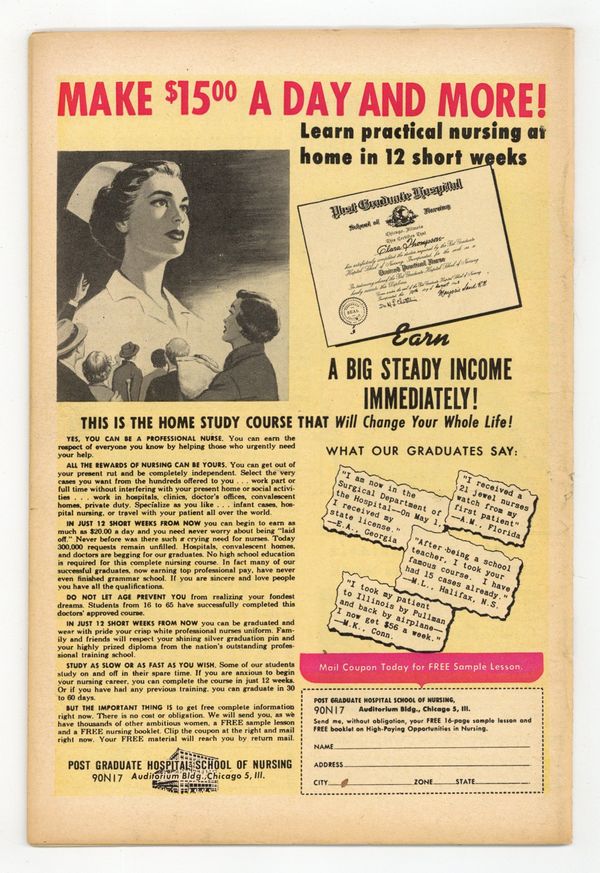 MAKE $15⁰⁰ A DAY AND MORE!
Learn practical nursing at
home in 12 short weeks
Post Graduate Hospital
School of Nursing
Chicago, Illinois
This Certifies That
Clara Thompson
Earn
A BIG STEADY INCOME
IMMEDIATELY!
THIS IS THE HOME STUDY COURSE THAT Will Change Your Whole Life!
YES, YOU CAN BE A PROFESSIONAL NURSE. You can earn the
respect of everyone you know by helping those who urgently need
your help.
ALL THE REWARDS OF NURSING CAN BE YOURS. You can get out of
your present rut and be completely independent. Select the very
cases you want from the hundreds offered to you . . . work part or
full time without interfering with your present home or social activi-
ties . . . work in hospitals, clinics, doctor's offices, convalescent
homes, private duty. Specialize as you like . . . infant cases, hos-
pital nursing, or travel with your patient all over the world.
IN JUST 12 SHORT WEEKS FROM NOW you can begin to earn as
much as $20.00 a day and you need never worry about being "laid
off." Never before was there such a crying need for nurses. Today
300,000 requests remain unfilled. Hospitals, convalescent homes,
and doctors are begging for our graduates. No high school education
is required for this complete nursing course. In fact many of our
successful graduates, now earning top professional pay, have never
even finished grammar school. If you are sincere and love people
you have all the qualifications.
DO NOT LET AGE PREVENT YOU from realizing your fondest
dreams. Students from 16 to 65 have successfully completed this
doctors' approved course.
IN JUST 12 SHORT WEEKS FROM NOW you can be graduated and
wear with pride your crisp white professional nurses uniform. Fam-
ily and friends will respect your shining silver graduation pin and
your highly prized diploma from the nation's outstanding profes-
sional training school.
STUDY AS SLOW OR AS FAST AS YOU WISH. Some of our students
study on and off in their spare time. If you are anxious to begin
your nursing career, you can complete the course in just 12 weeks.
Or if you have had any previous training, you can graduate in 30
to 60 days.
BUT THE IMPORTANT THING is to get free complete information
right now. There is no cost or obligation. We will send you, as we
have thousands of other ambitious women, a FREE sample lesson
and a FREE nursing booklet. Clip the coupon at the right and mail
right now. Your FREE material will reach you by return mail.
POST GRADUATE HOSPITAL SCHOOL OF NURSING
90N17 Auditorium Bldg., Chicago 5, Ill.
WHAT OUR GRADUATES SAY:
"I am now in the
Surgical Department of
the Hospital—On May 1,
I received my
state license."
—E.A., Georgia
"I received a
21 jewel nurses
watch from my
first patient"
—A.M., Florida
"After being a school
teacher, I took your
famous course. I have
had 15 cases already."
—M.L., Halifax, N.S.
"I took my patient
to Illinois by Pullman
and back by airplane—
I now get $56 a week."
—M.K., Conn.
Mail Coupon Today for FREE Sample Lesson.
POST GRADUATE HOSPITAL SCHOOL OF NURSING,
90N17 Auditorium Bldg., Chicago 5, Ill.
Send me, without obligation, your FREE 16-page sample lesson and
FREE booklet on High-Paying Opportunities in Nursing.
NAME
ADDRESS
CITY ZONE STATE